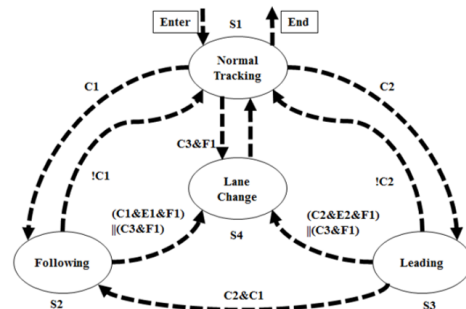 Enter
End
S1
Normal
Tracking
C1
C2
C3&F1
!C1
!C2
Lane
Change
(C1&E1&F1)
||(C3&F1)
(C2&E2&F1)
||(C3&F1)
S4
Following
Leading
C2&C1
S2
S3